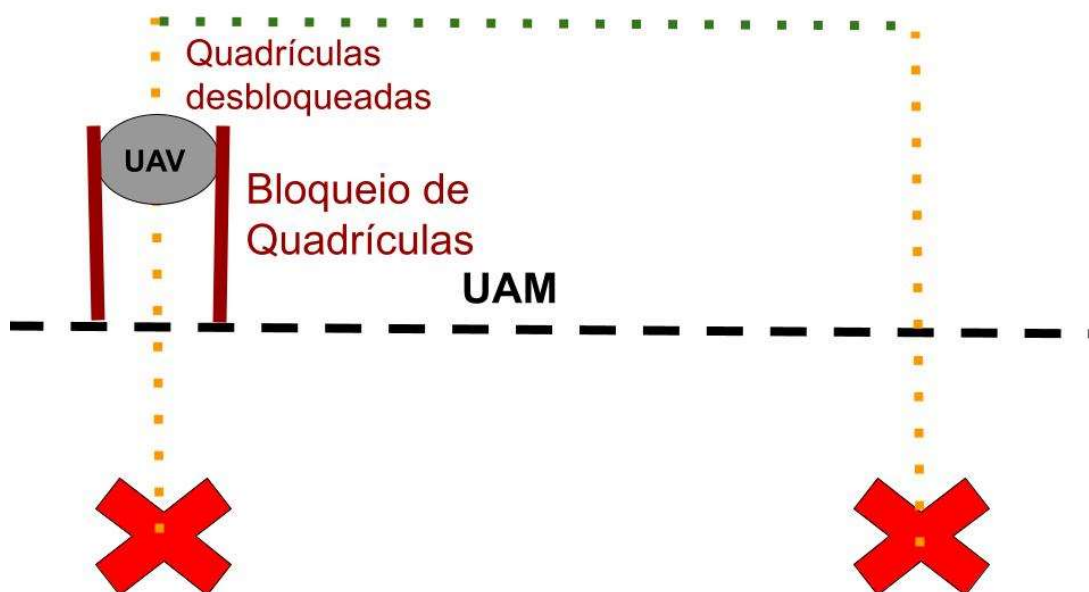 Quadrículas
desbloqueadas
UAV
Bloqueio de
Quadrículas
UAM